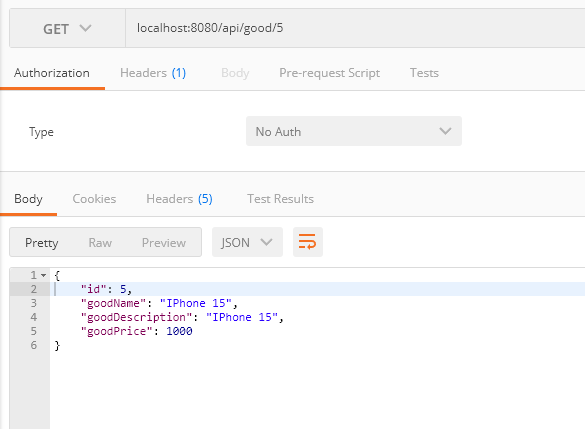 GET localhost:8080/api/good/5
Authorization Headers (1) Body Pre-request Script Tests
Type No Auth
Body Cookies Headers (5) Test Results
Pretty Raw Preview JSON
1 {
2 "id": 5,
3 "goodName": "IPhone 15",
4 "goodDescription": "IPhone 15",
5 "goodPrice": 1000
6 }